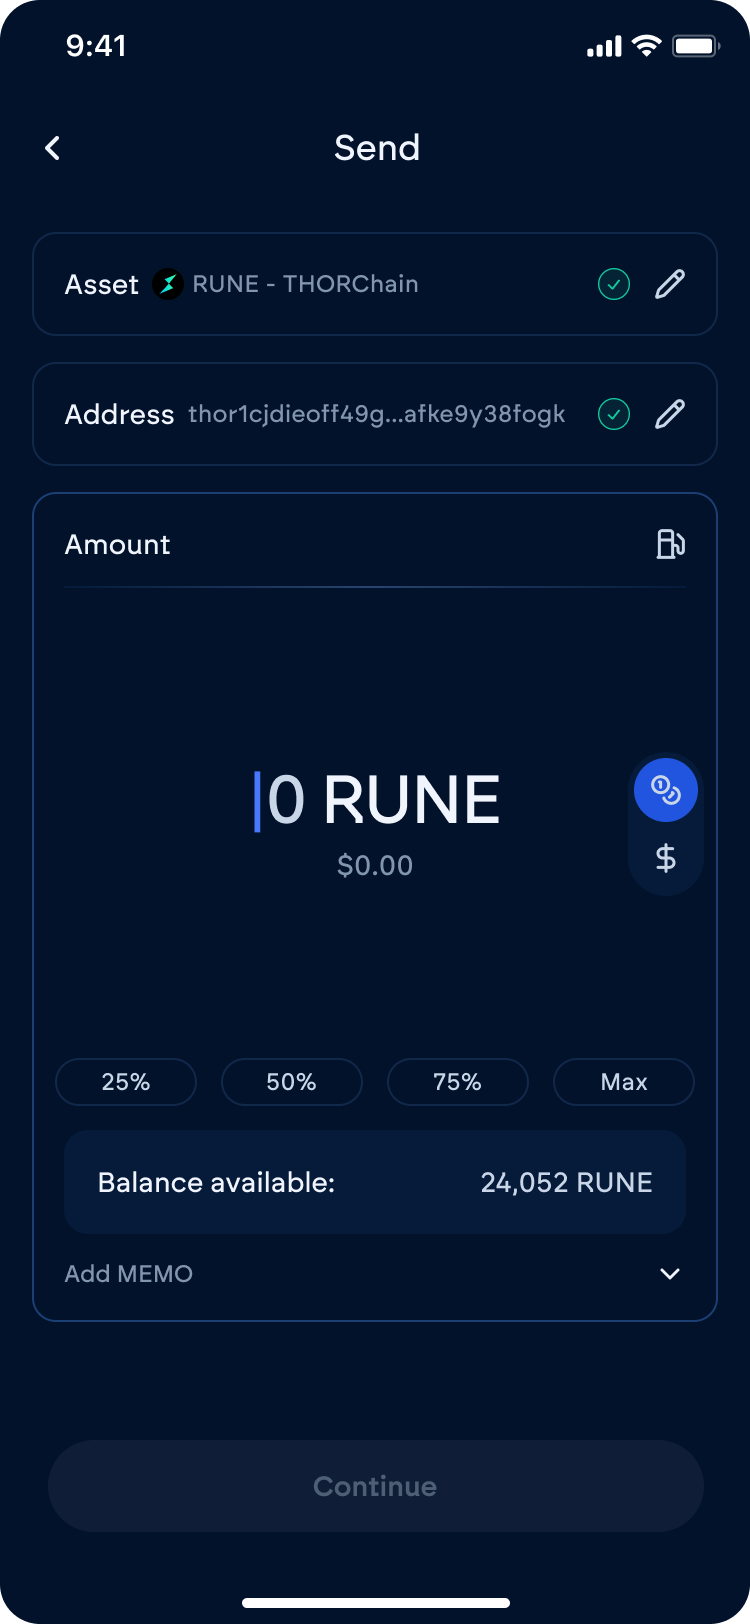 9:41
Send
Asset RUNE - THORChain
Address thor1cjdieoff49g...afke9y38fogk
Amount
0 RUNE
$0.00
$
25% 50% 75% Max
Balance available: 24,052 RUNE
Add MEMO
Continue